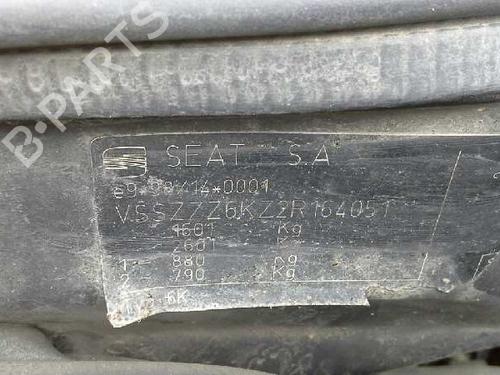 B-PARTS
SEAT S.A
e9*98/14*0001
VSSZZZ6KZ2R164051
1601 Kg
2601 Kg
1 880 Kg
2 790 Kg
6K